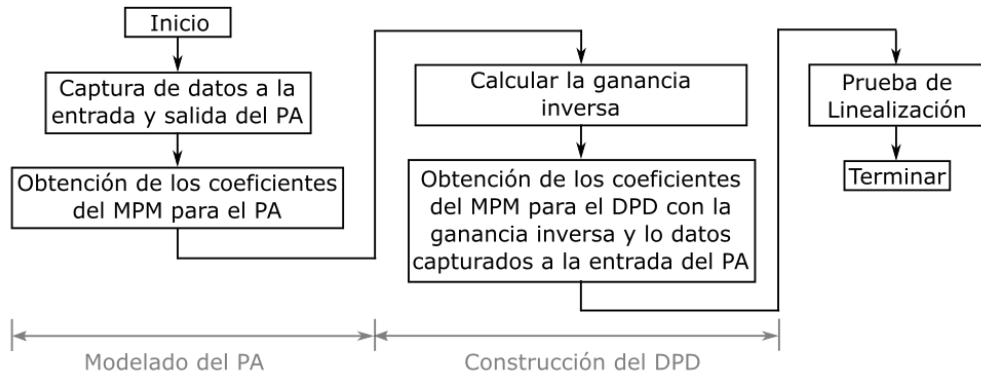 Inicio
Captura de datos a la
entrada y salida del PA
Obtención de los coeficientes
del MPM para el PA
Calcular la ganancia
inversa
Obtención de los coeficientes
del MPM para el DPD con la
ganancia inversa y lo datos
capturados a la entrada del PA
Prueba de
Linealización
Terminar
Modelado del PA
Construcción del DPD